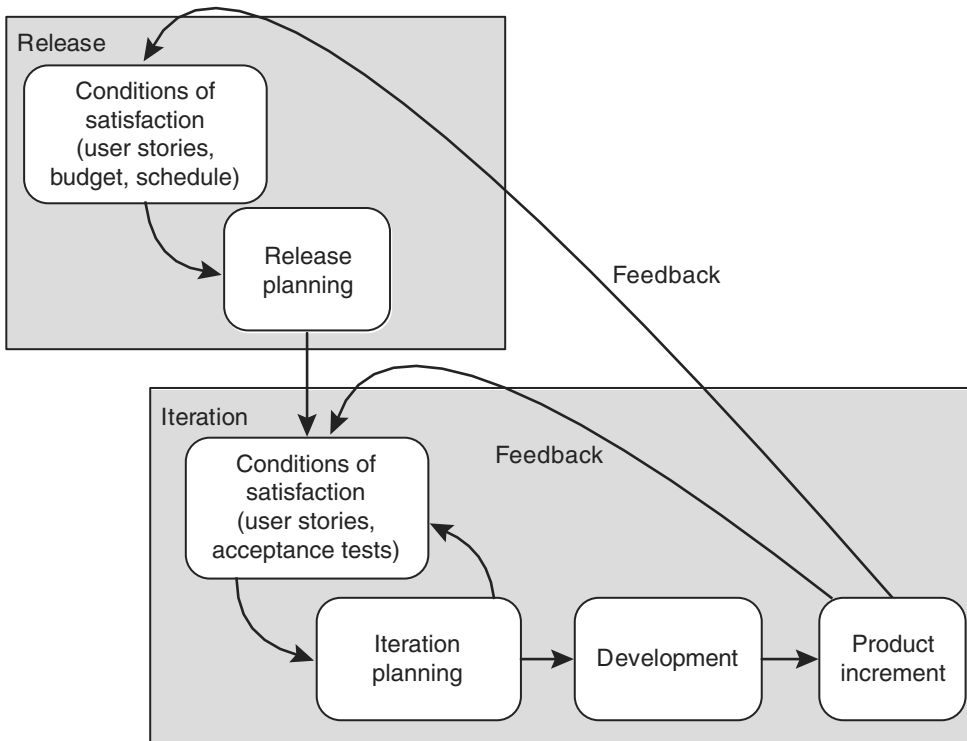 Release
Conditions of
satisfaction
(user stories,
budget, schedule)
Release
planning
Feedback
Iteration
Conditions of
satisfaction
(user stories,
acceptance tests)
Feedback
Iteration
planning
Development
Product
increment